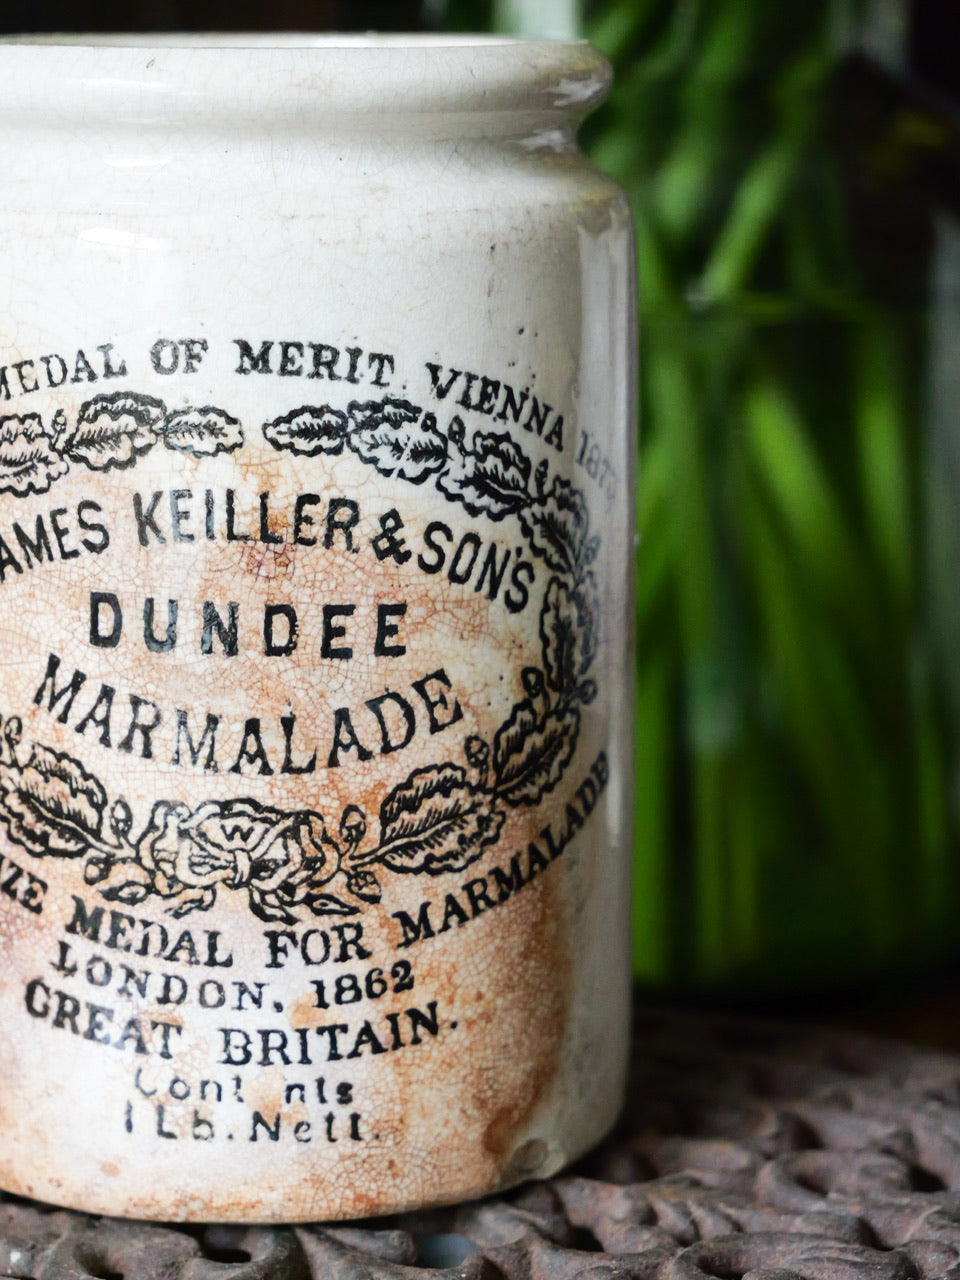 MEDAL OF MERIT. VIENNA 1873
AMES KEILLER & SON'S
DUNDEE
MARMALADE
W
ZE MEDAL FOR MARMALADE
LONDON, 1862
GREAT BRITAIN.
Cont nts
1 Lb. Nett.